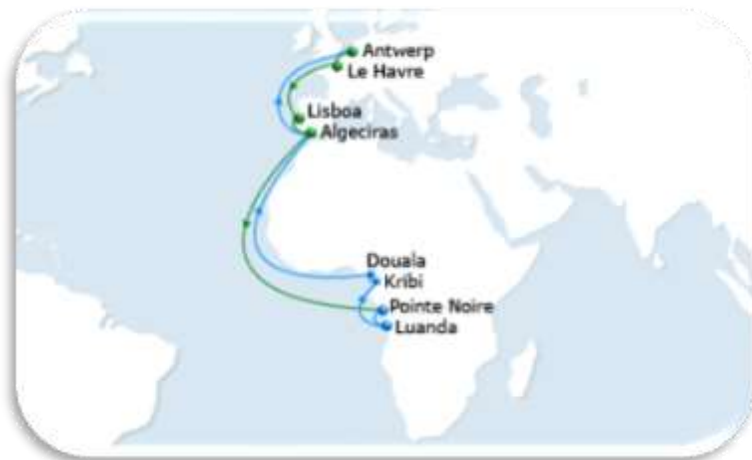 Antwerp
Le Havre
Lisboa
Algeciras
Douala
Kribi
Pointe Noire
Luanda